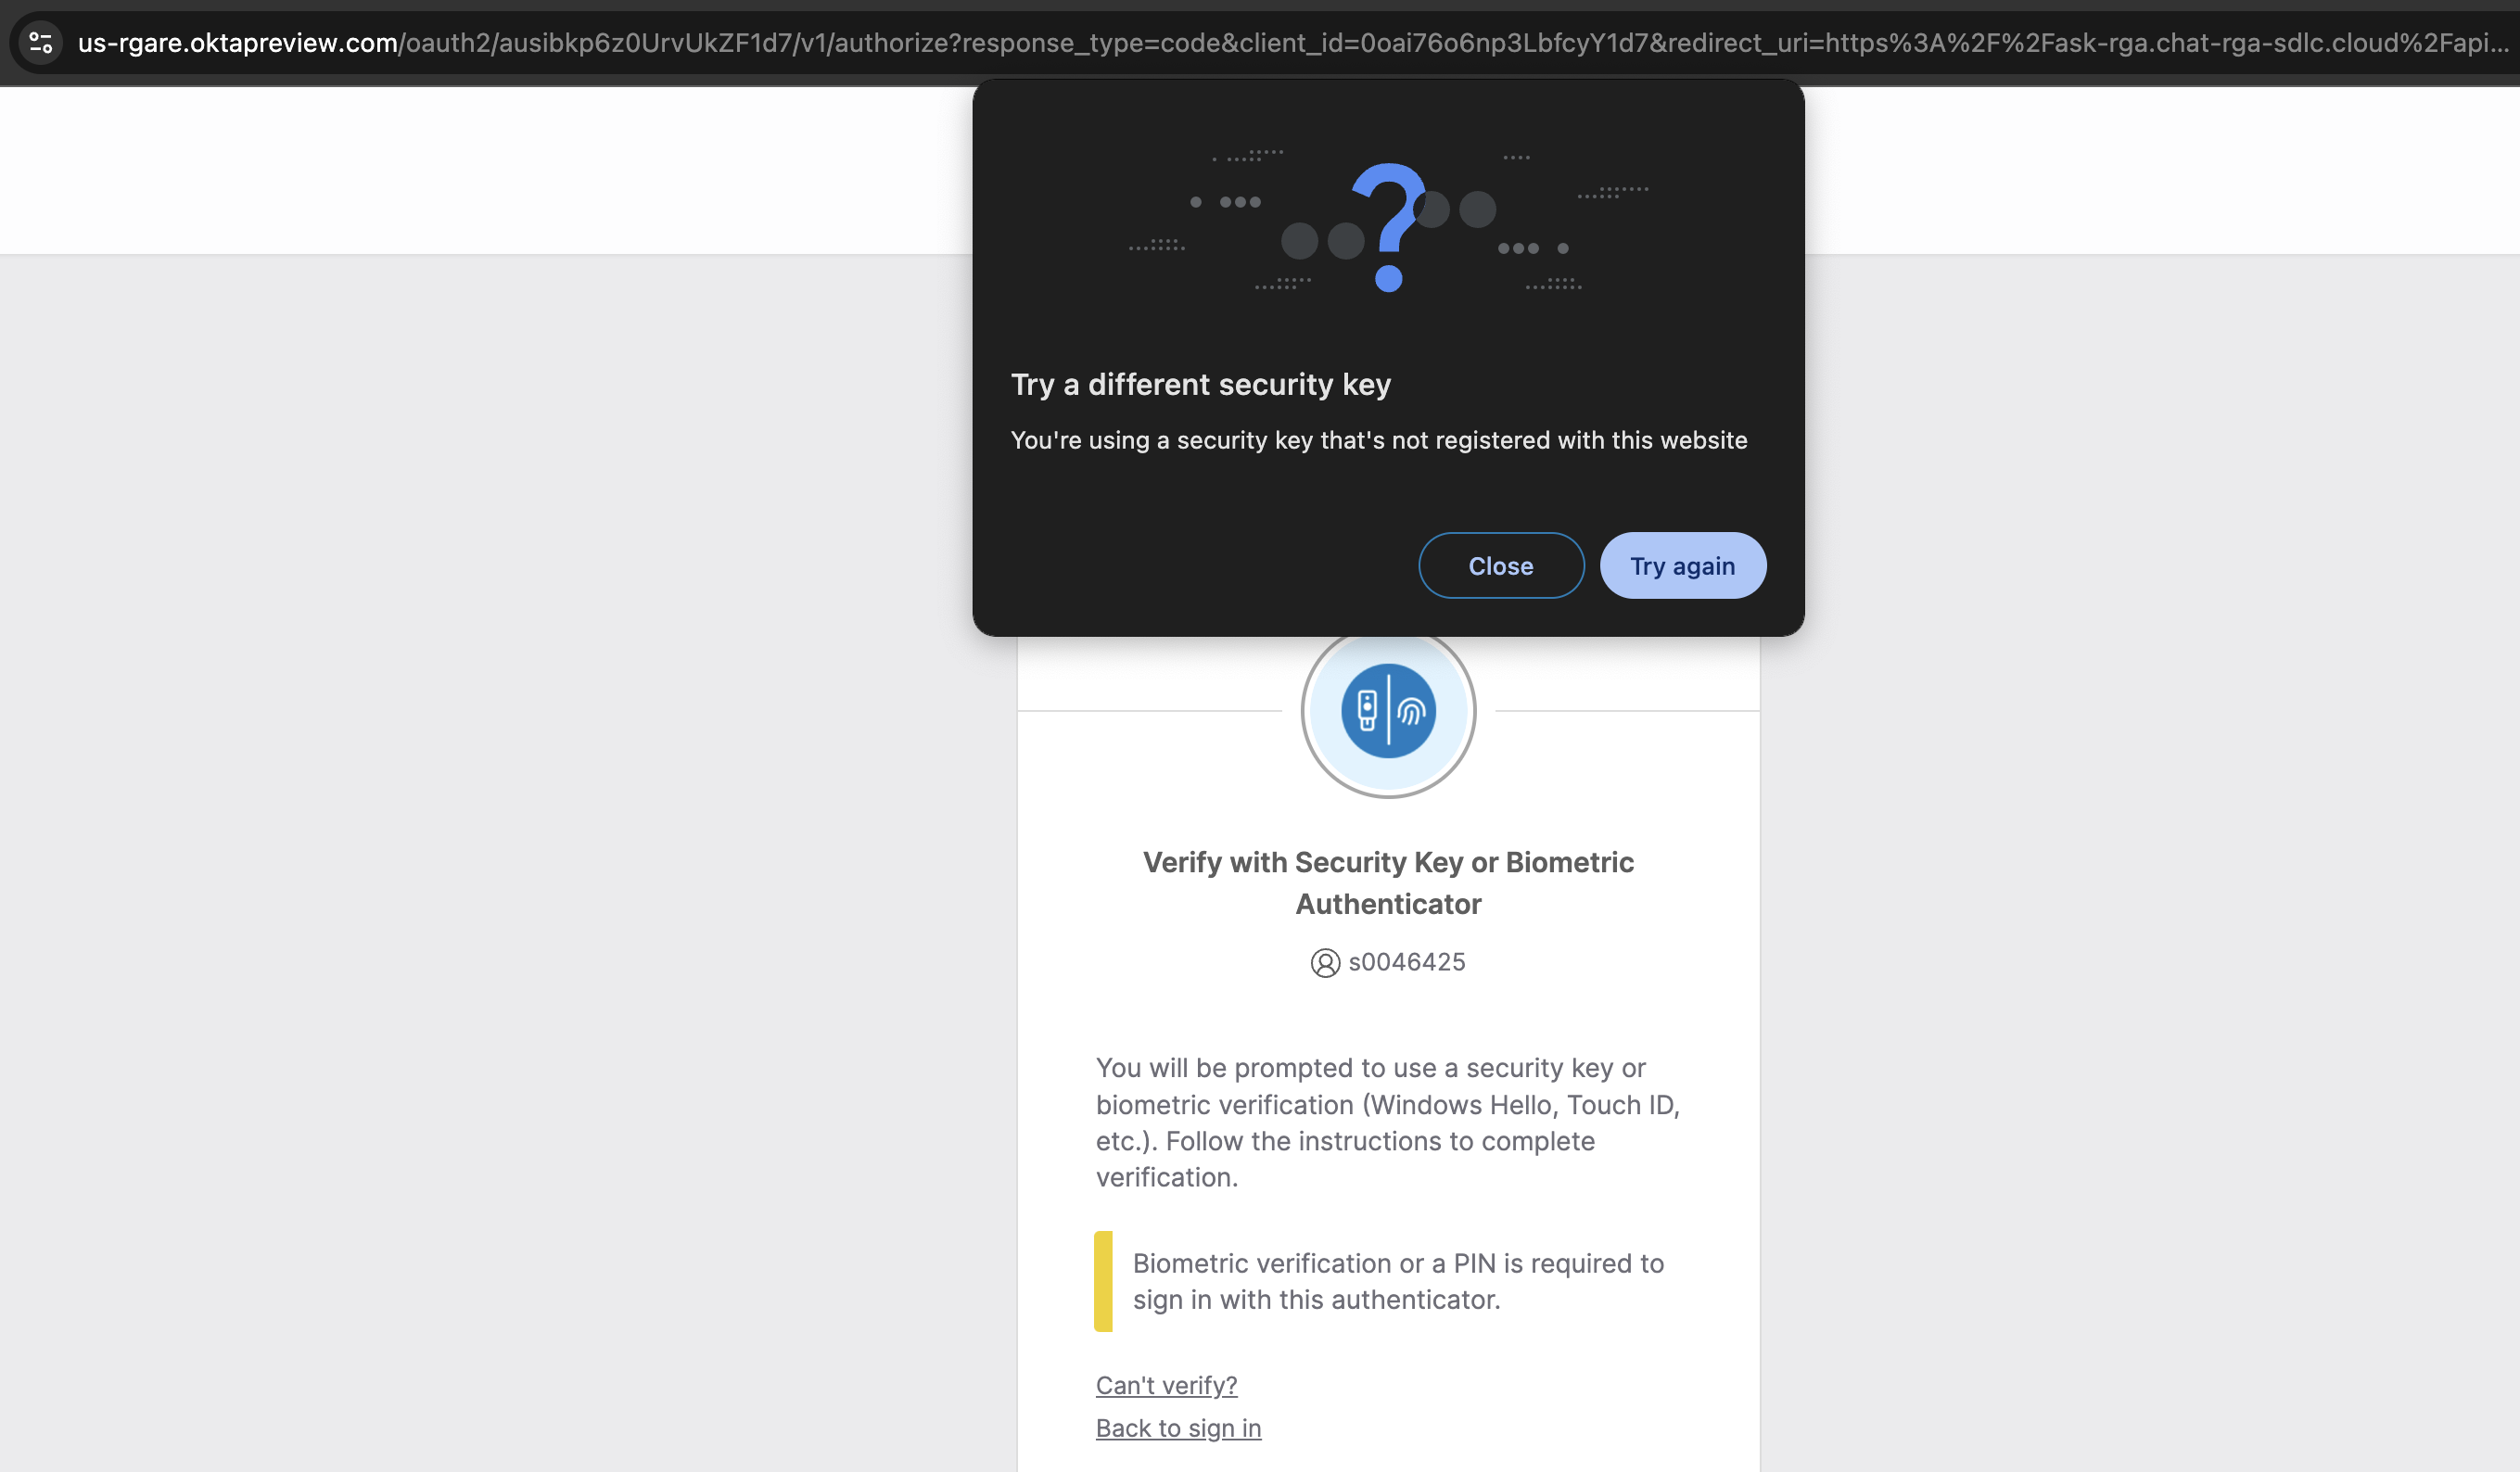 us-rgare.oktapreview.com/oauth2/ausibkp6z0UrvUkZF1d7/v1/authorize?response_type=code&client_id=0oai76o6np3LbfcyY1d7&redirect_uri=https%3A%2F%2Fask-rga.chat-rga-sdlc.cloud%2Fapi...
Try a different security key
You're using a security key that's not registered with this website
Close
Try again
Verify with Security Key or Biometric
Authenticator
s0046425
You will be prompted to use a security key or
biometric verification (Windows Hello, Touch ID,
etc.). Follow the instructions to complete
verification.
Biometric verification or a PIN is required to
sign in with this authenticator.
Can't verify?
Back to sign in